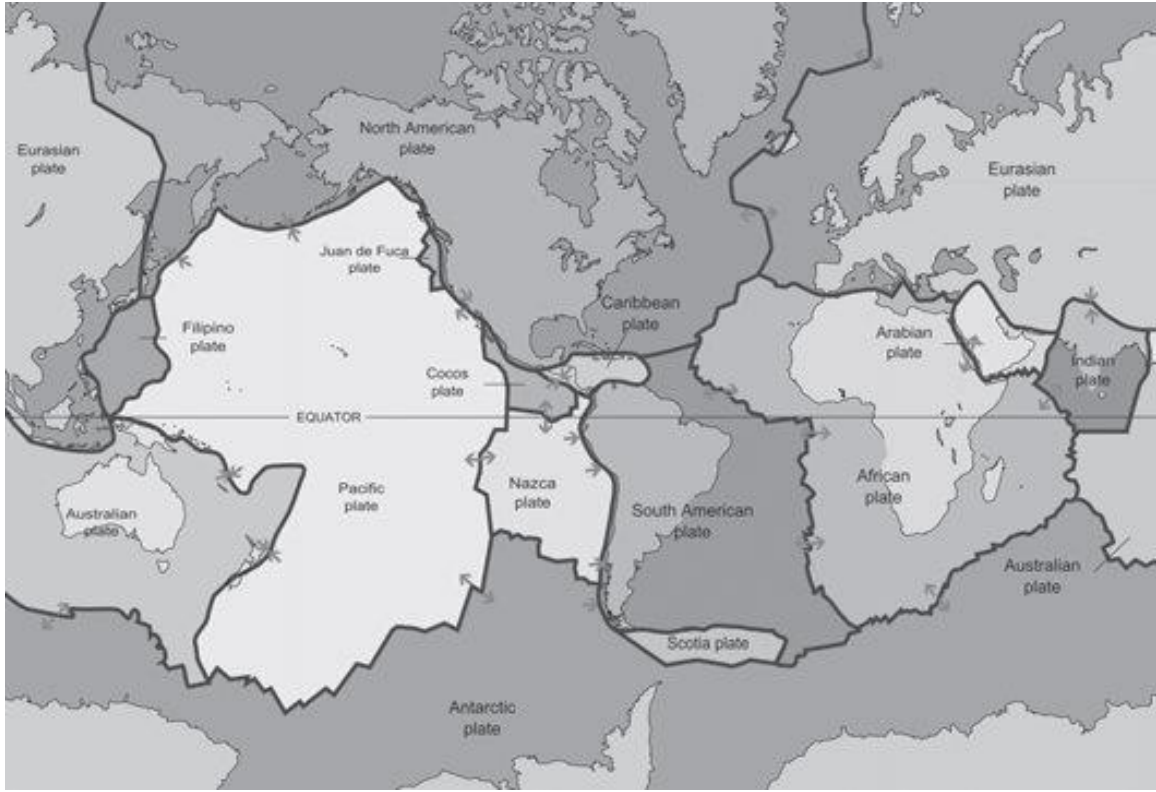 North American
plate
Eurasian
plate
Eurasian
plate
Juan de Fuca
plate
Caribbean
plate
Filipino
plate
Arabian
plate
Indian
plate
Cocos
plate
EQUATOR
Pacific
plate
Nazca
plate
African
plate
Australian
plate
South American
plate
Australian
plate
Scotia plate
Antarctic
plate